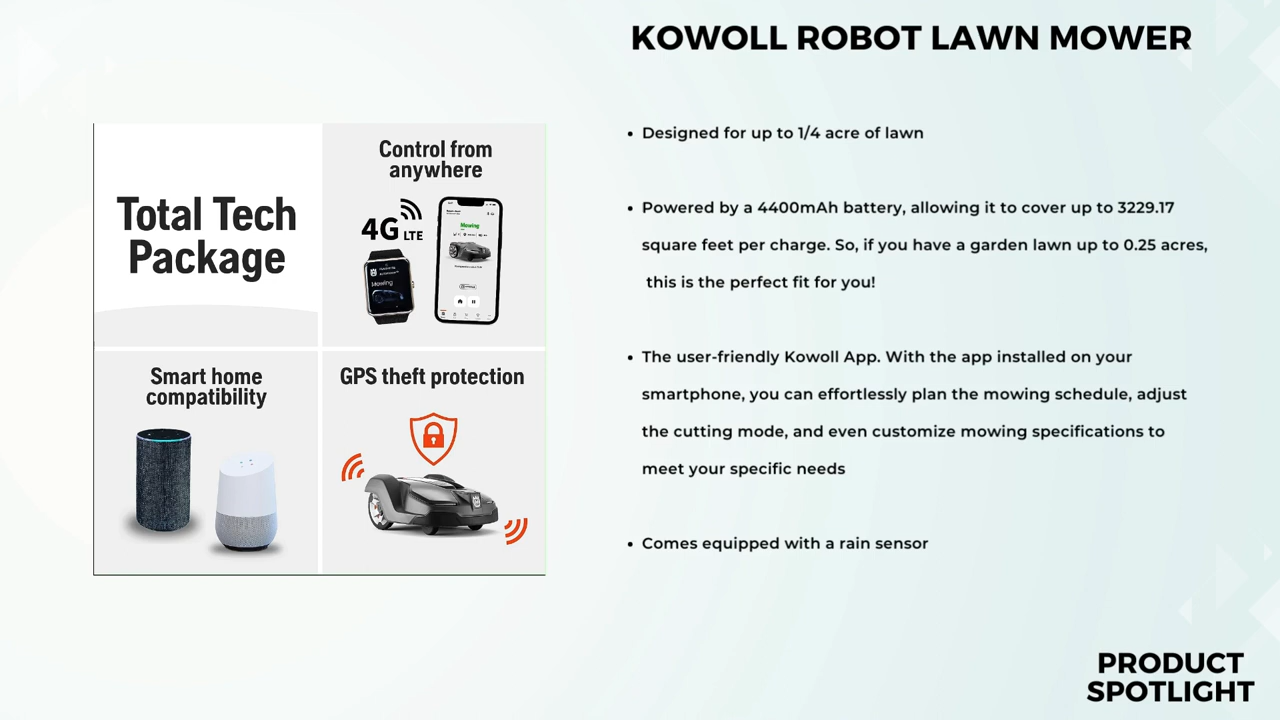 KOWOLL ROBOT LAWN MOWER
Total Tech
Package
Control from
anywhere
4G LTE
Mowing
Mowing
Smart home
compatibility
GPS theft protection
• Designed for up to 1/4 acre of lawn
• Powered by a 4400mAh battery, allowing it to cover up to 3229.17
square feet per charge. So, if you have a garden lawn up to 0.25 acres,
this is the perfect fit for you!
• The user-friendly Kowoll App. With the app installed on your
smartphone, you can effortlessly plan the mowing schedule, adjust
the cutting mode, and even customize mowing specifications to
meet your specific needs
• Comes equipped with a rain sensor
PRODUCT
SPOTLIGHT